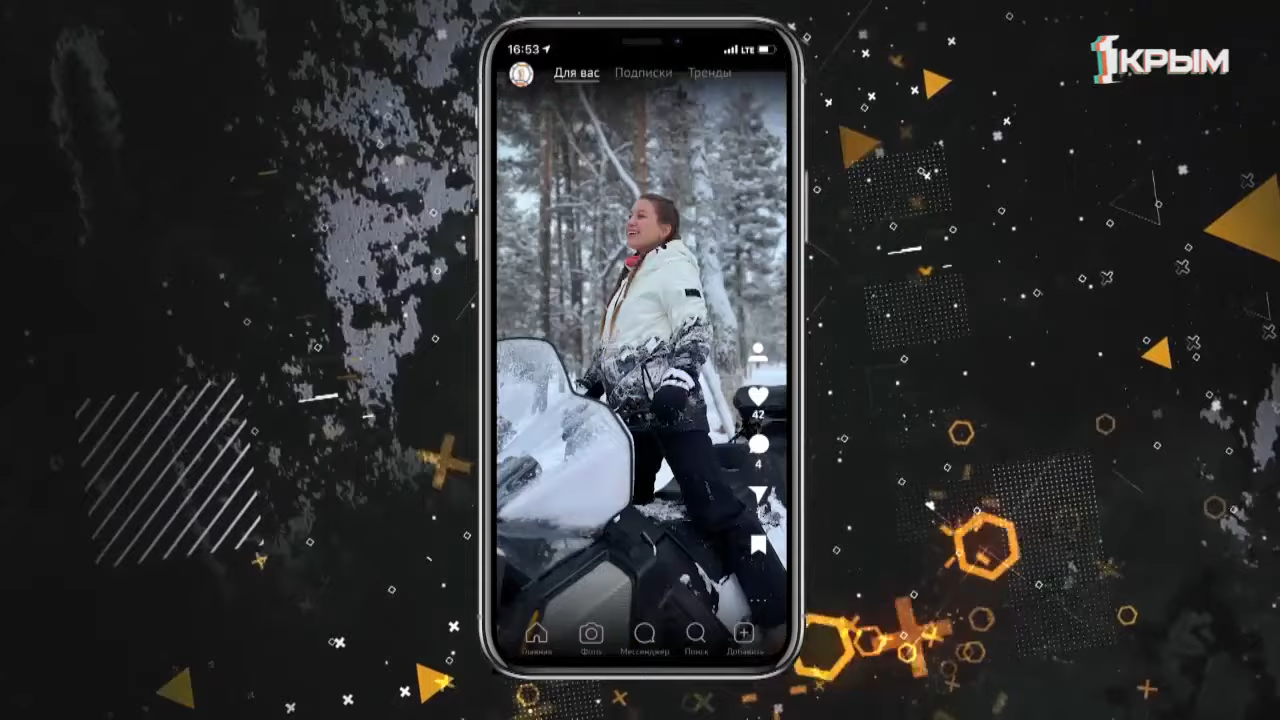 16:53
LTE
1КРЫМ
Для вас Подписки Тренды
42
4
Главная Фото Мессенджер Поиск Добавить